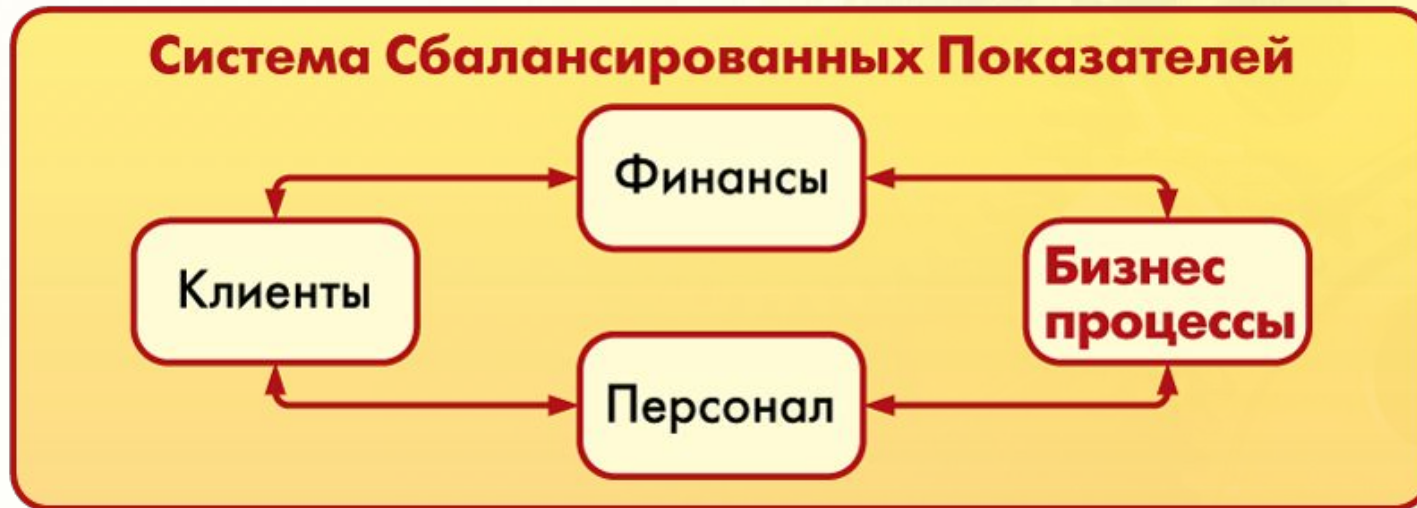 Система Сбалансированных Показателей
Финансы
Клиенты
Бизнес
процессы
Персонал